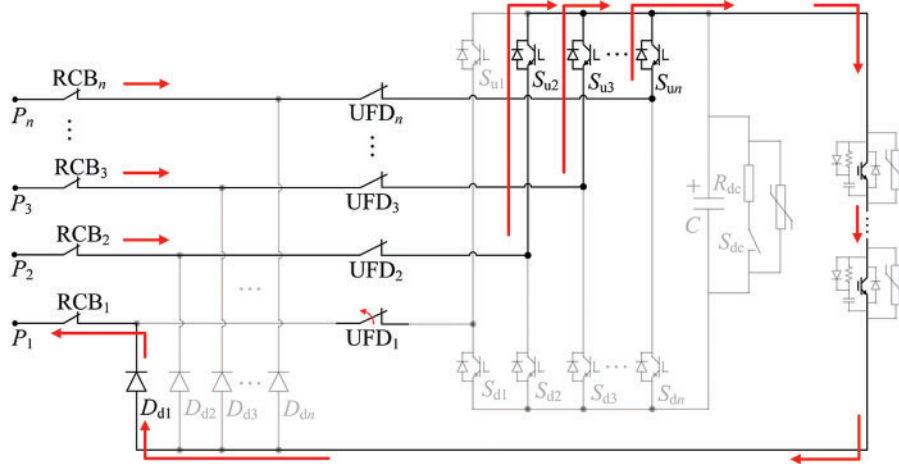 RCBn
Su1 Su2 Su3 ⋯ Sun
Pn
UFDn
⋮ ⋮
RCB3
P3
UFD3
+ Rdc
C
RCB2
Sdc
P2
UFD2
⋯
RCB1
P1
UFD1
⋯
Sd1 Sd2 Sd3 Sdn
⋯
Dd1 Dd2 Dd3 Ddn